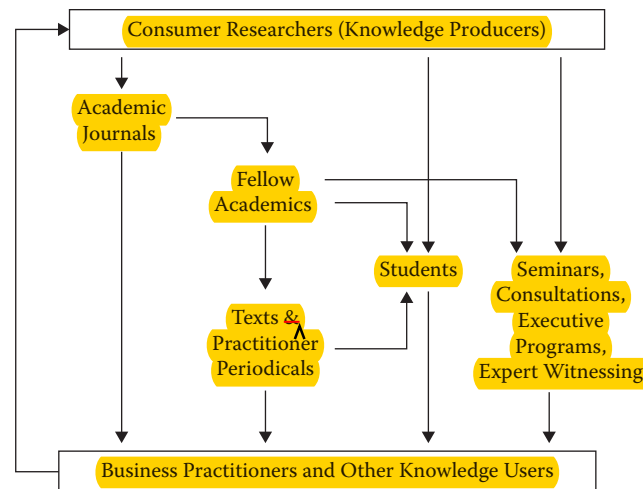 Consumer Researchers (Knowledge Producers)
Academic
Journals
Fellow
Academics
Students
Seminars,
Consultations,
Executive
Programs,
Expert Witnessing
Texts &
Practitioner
Periodicals
Business Practitioners and Other Knowledge Users